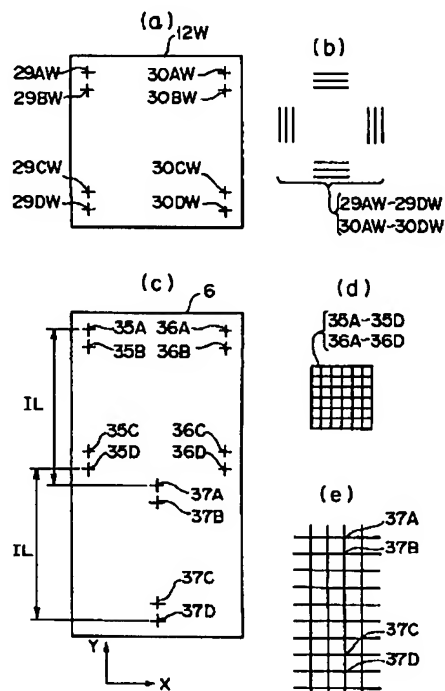 (a)
12W
29AW
30AW
29BW
30BW
29CW
30CW
29DW
30DW
(b)
29AW-29DW
30AW-30DW
(c)
6
35A 36A
35B 36B
IL
35C 36C
35D 36D
37A
37B
IL
37C
37D
Y
X
(d)
35A-35D
36A-36D
(e)
37A
37B
37C
37D